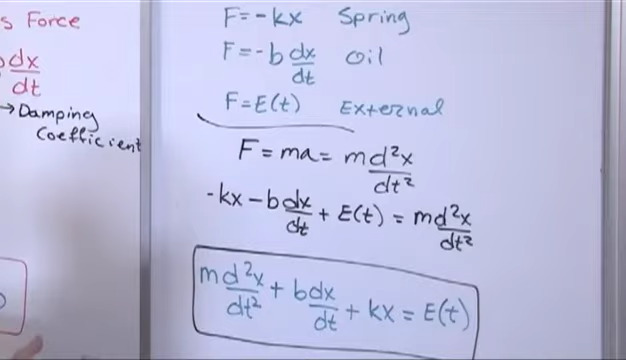 s Force
dx/dt
→ Damping
Coefficient
F = -kx Spring
F = -b dx/dt Oil
F = E(t) External
F = ma = m d²x/dt²
-kx - b dx/dt + E(t) = m d²x/dt²
m d²x/dt² + b dx/dt + kx = E(t)